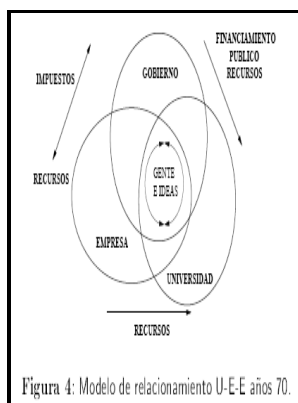 FINANCIAMIENTO
PUBLICO
RECURSOS
GOBIERNO
IMPUESTOS
RECURSOS
GENTE
E IDEAS
EMPRESA
UNIVERSIDAD
RECURSOS
Figura 4: Modelo de relacionamiento U-E-E años 70.